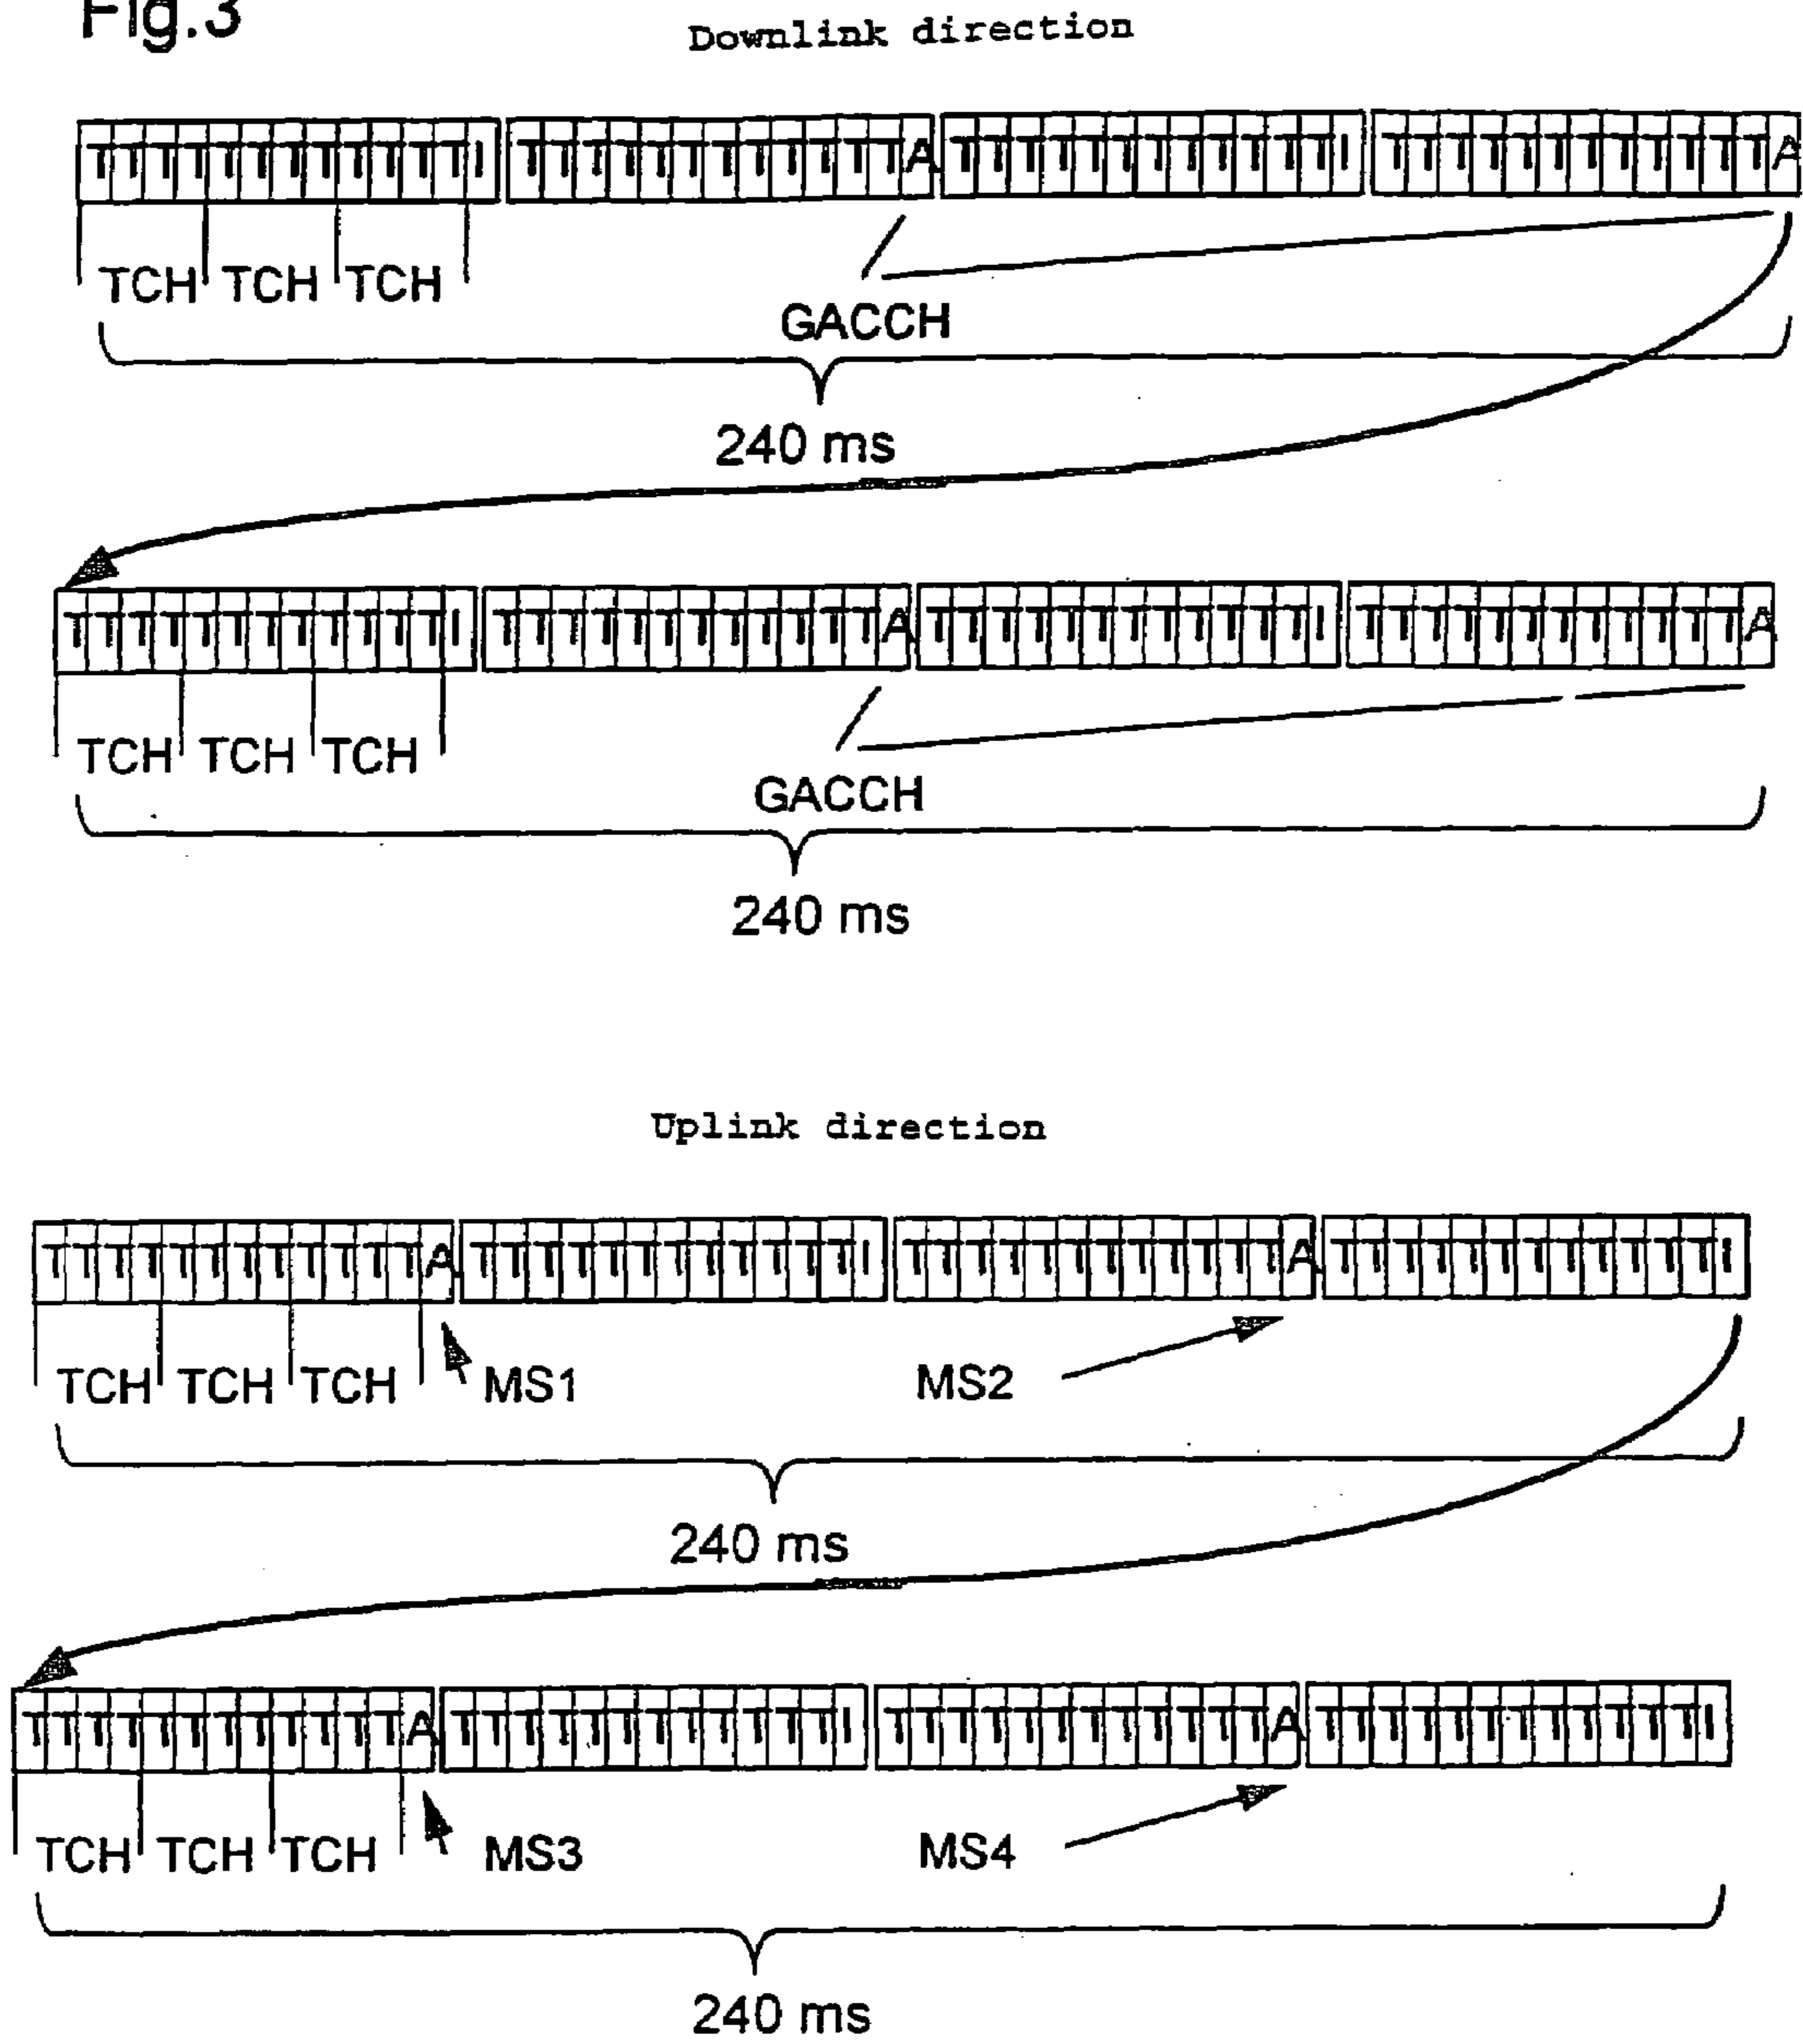 Fig.3
Downlink direction
TTTTTTTTTTTTI TTTTTTTTTTTTA TTTTTTTTTTTTI TTTTTTTTTTTTA
TCH TCH TCH
GACCH
240 ms
TTTTTTTTTTTTI TTTTTTTTTTTTA TTTTTTTTTTTTI TTTTTTTTTTTTA
TCH TCH TCH
GACCH
240 ms
Uplink direction
TTTTTTTTTTTTA TTTTTTTTTTTTI TTTTTTTTTTTTA TTTTTTTTTTTTI
TCH TCH TCH MS1 MS2
240 ms
TTTTTTTTTTTTA TTTTTTTTTTTTI TTTTTTTTTTTTA TTTTTTTTTTTTI
TCH TCH TCH MS3 MS4
240 ms